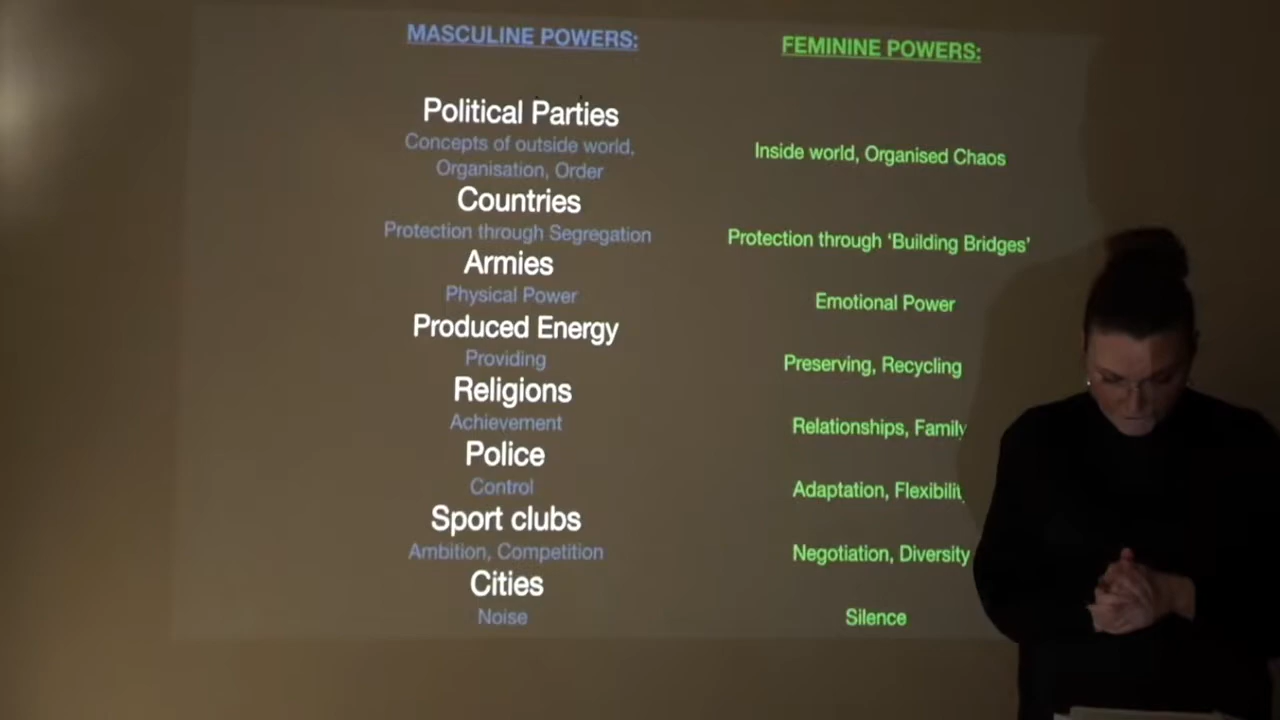 MASCULINE POWERS:
FEMININE POWERS:
Political Parties
Concepts of outside world,
Organisation, Order
Inside world, Organised Chaos
Countries
Protection through Segregation
Protection through ‘Building Bridges’
Armies
Physical Power
Emotional Power
Produced Energy
Providing
Preserving, Recycling
Religions
Achievement
Relationships, Family
Police
Control
Adaptation, Flexibilit
Sport clubs
Ambition, Competition
Negotiation, Diversity
Cities
Noise
Silence